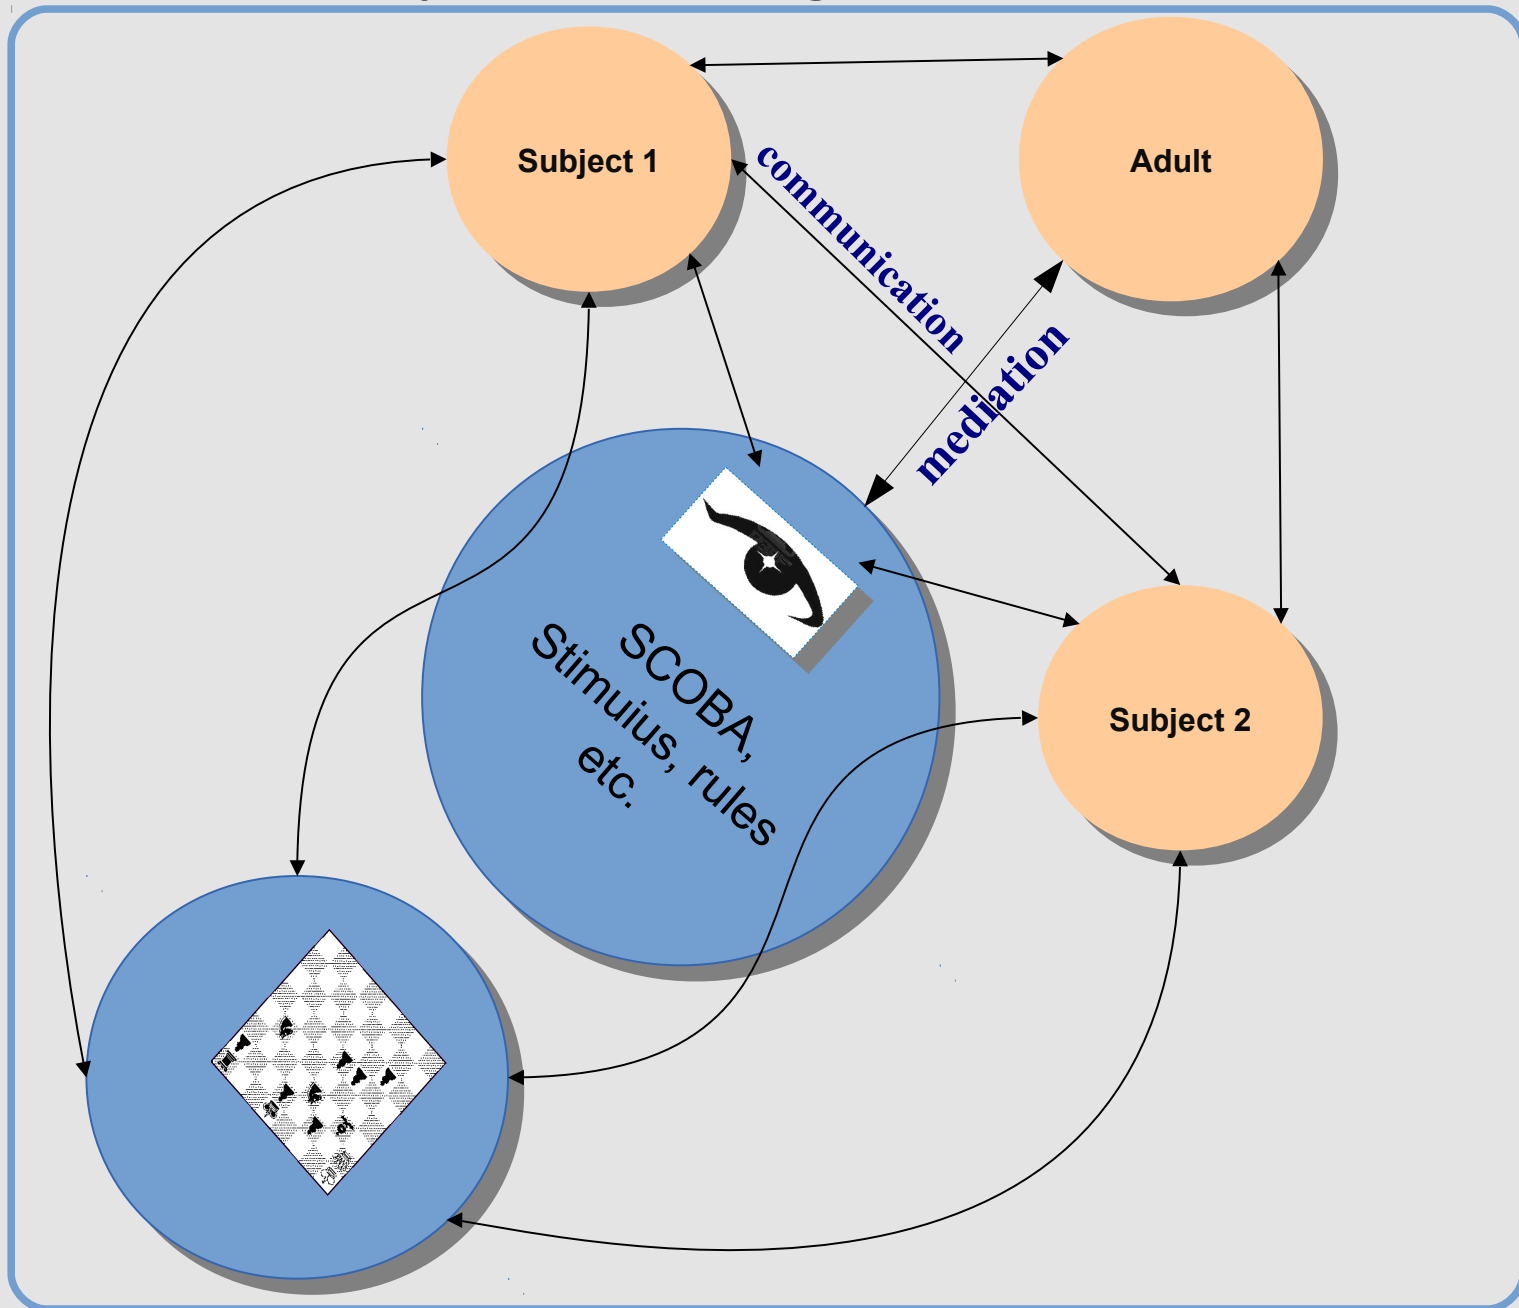 Subject 1
Adult
communication
mediation
SCOBA,
Stimuius, rules
etc.
Subject 2